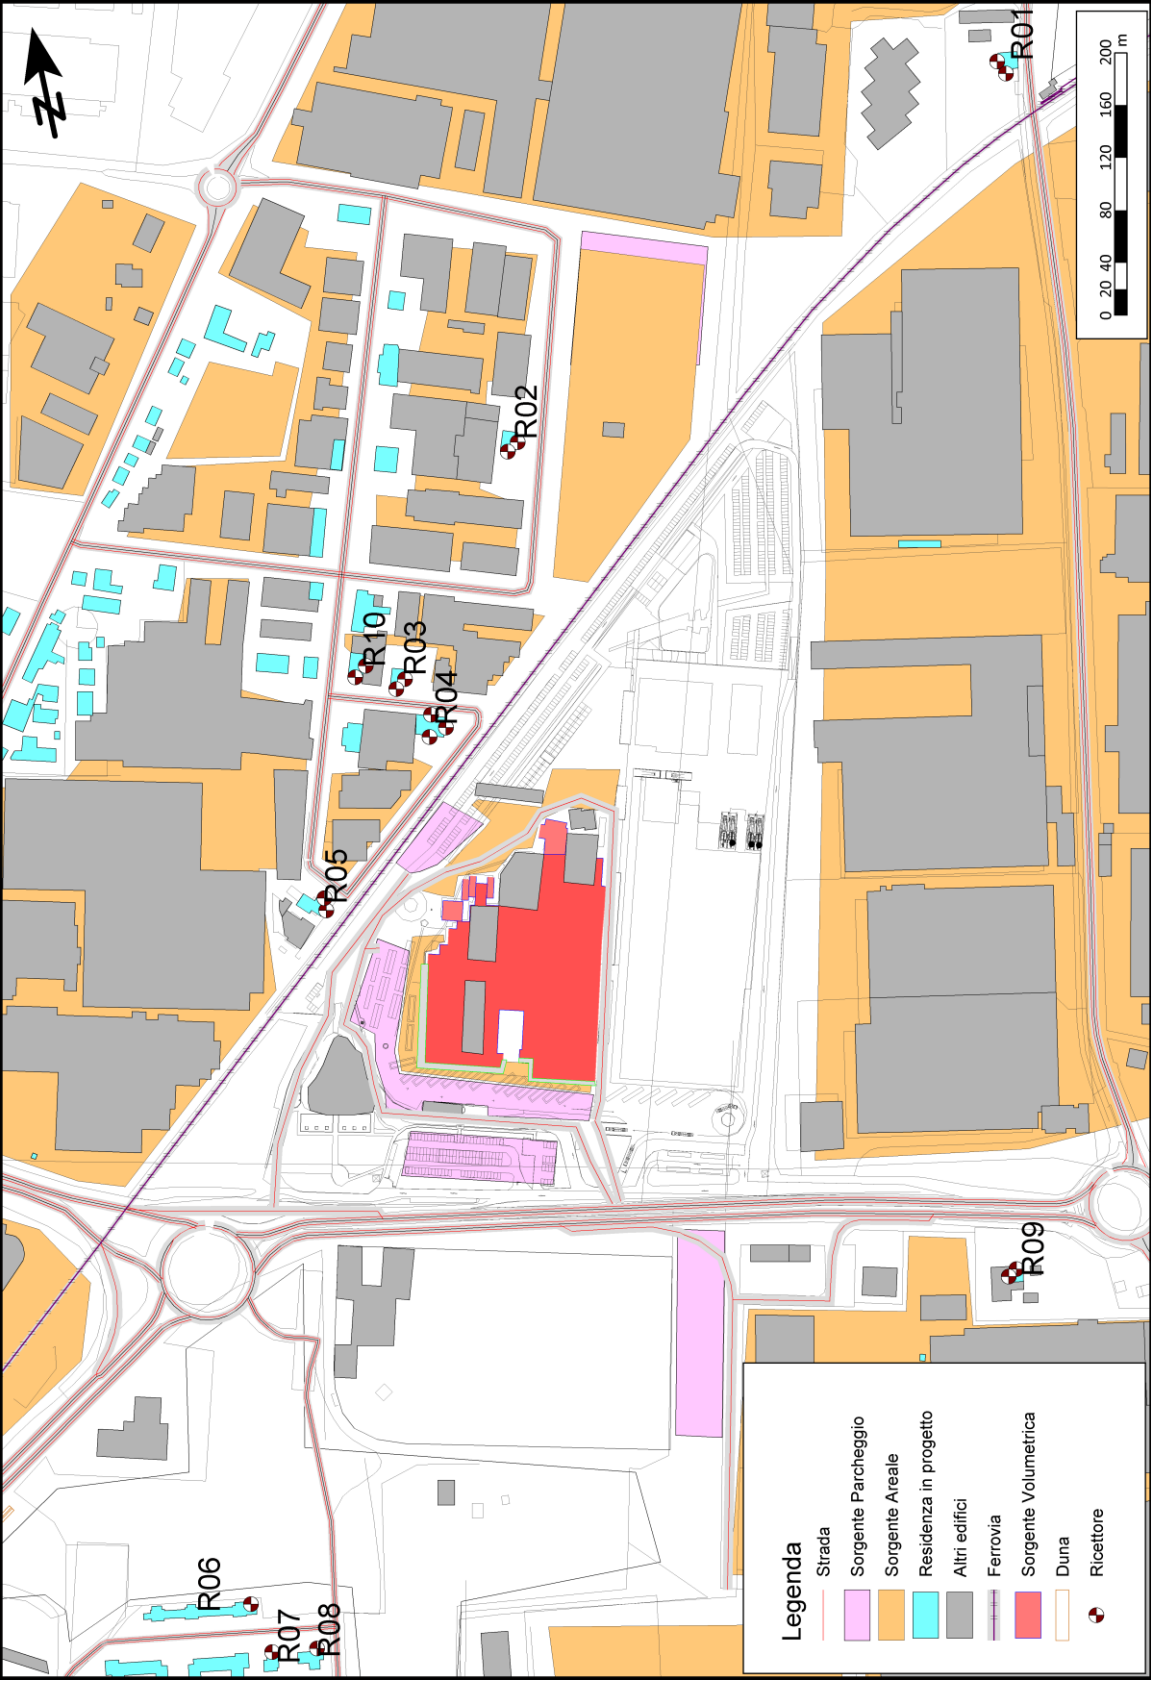 N
R01
R02
R10
R03
R04
R05
R06
R07
R08
R09
0 20 40 80 120 160 200
m
Legenda
Strada
Sorgente Parcheggio
Sorgente Areale
Residenza in progetto
Altri edifici
Ferrovia
Sorgente Volumetrica
Duna
Ricettore